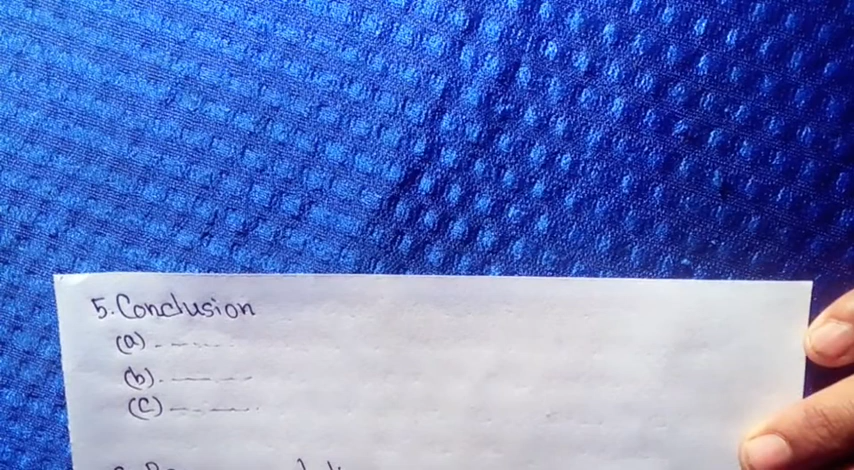 5. Conclusion
(a) - - - - -
(b). - - - - -
(c) - - - - - .